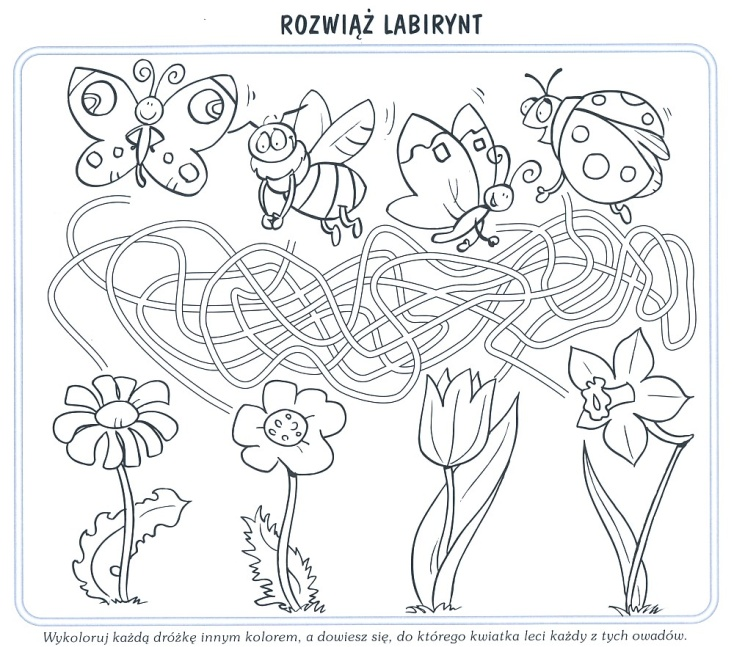 ROZWIĄŻ LABIRYNT
Wykoloruj każdą dróżkę innym kolorem, a dowiesz się, do którego kwiatka leci każdy z tych owadów.